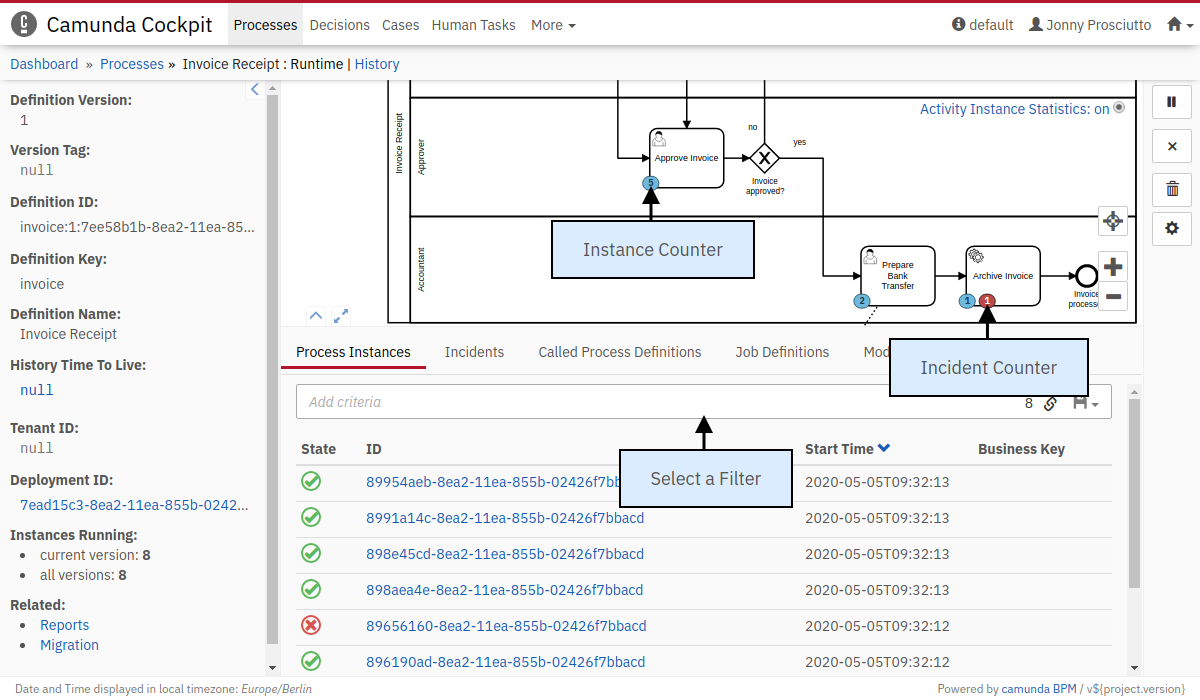 Camunda Cockpit
Processes
Decisions
Cases
Human Tasks
More
default
Jonny Prosciutto
Dashboard » Processes » Invoice Receipt : Runtime | History
Definition Version:
1
Version Tag:
null
Definition ID:
invoice:1:7ee58b1b-8ea2-11ea-85...
Definition Key:
invoice
Definition Name:
Invoice Receipt
History Time To Live:
null
Tenant ID:
null
Deployment ID:
7ead15c3-8ea2-11ea-855b-0242...
Instances Running:
current version: 8
all versions: 8
Related:
Reports
Migration
Invoice Receipt
Approver
Accountant
Activity Instance Statistics: on
Approve Invoice
5
no
yes
Invoice
approved?
Instance Counter
Prepare
Bank
Transfer
2
Archive Invoice
1
1
Invoice
process
Incident Counter
Process Instances
Incidents
Called Process Definitions
Job Definitions
Mod
Add criteria
8
Select a Filter
State
ID
Start Time
Business Key
89954aeb-8ea2-11ea-855b-02426f7bb
2020-05-05T09:32:13
8991a14c-8ea2-11ea-855b-02426f7bbacd
2020-05-05T09:32:13
898e45cd-8ea2-11ea-855b-02426f7bbacd
2020-05-05T09:32:13
898aea4e-8ea2-11ea-855b-02426f7bbacd
2020-05-05T09:32:13
89656160-8ea2-11ea-855b-02426f7bbacd
2020-05-05T09:32:12
896190ad-8ea2-11ea-855b-02426f7bbacd
2020-05-05T09:32:12
Date and Time displayed in local timezone: Europe/Berlin
Powered by camunda BPM / v${project.version}